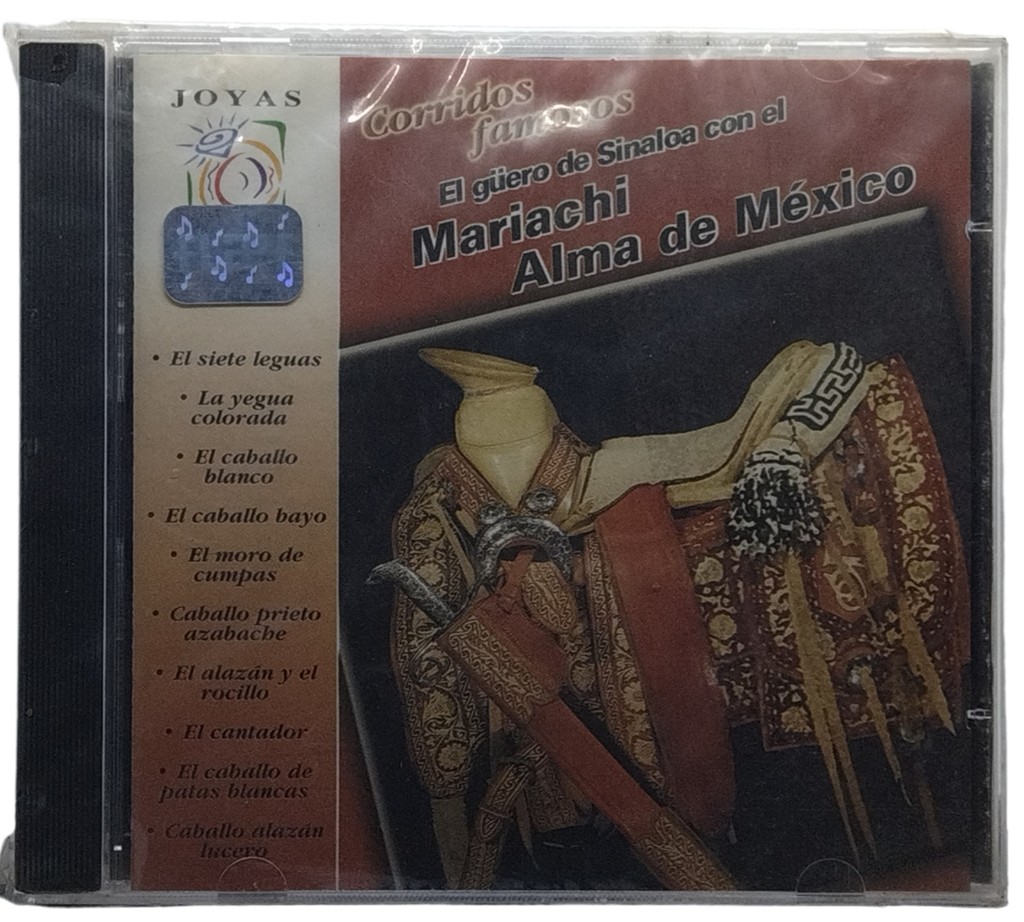 JOYAS
Corridos
famosos
El güero de Sinaloa con el
Mariachi
Alma de México
• El siete leguas
• La yegua
colorada
• El caballo
blanco
• El caballo bayo
• El moro de
cumpas
• Caballo prieto
azabache
• El alazán y el
rocillo
• El cantador
• El caballo de
patas blancas
• Caballo alazán
lucero